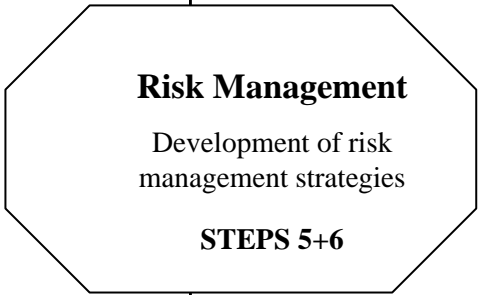 Risk Management
Development of risk
management strategies
STEPS 5+6